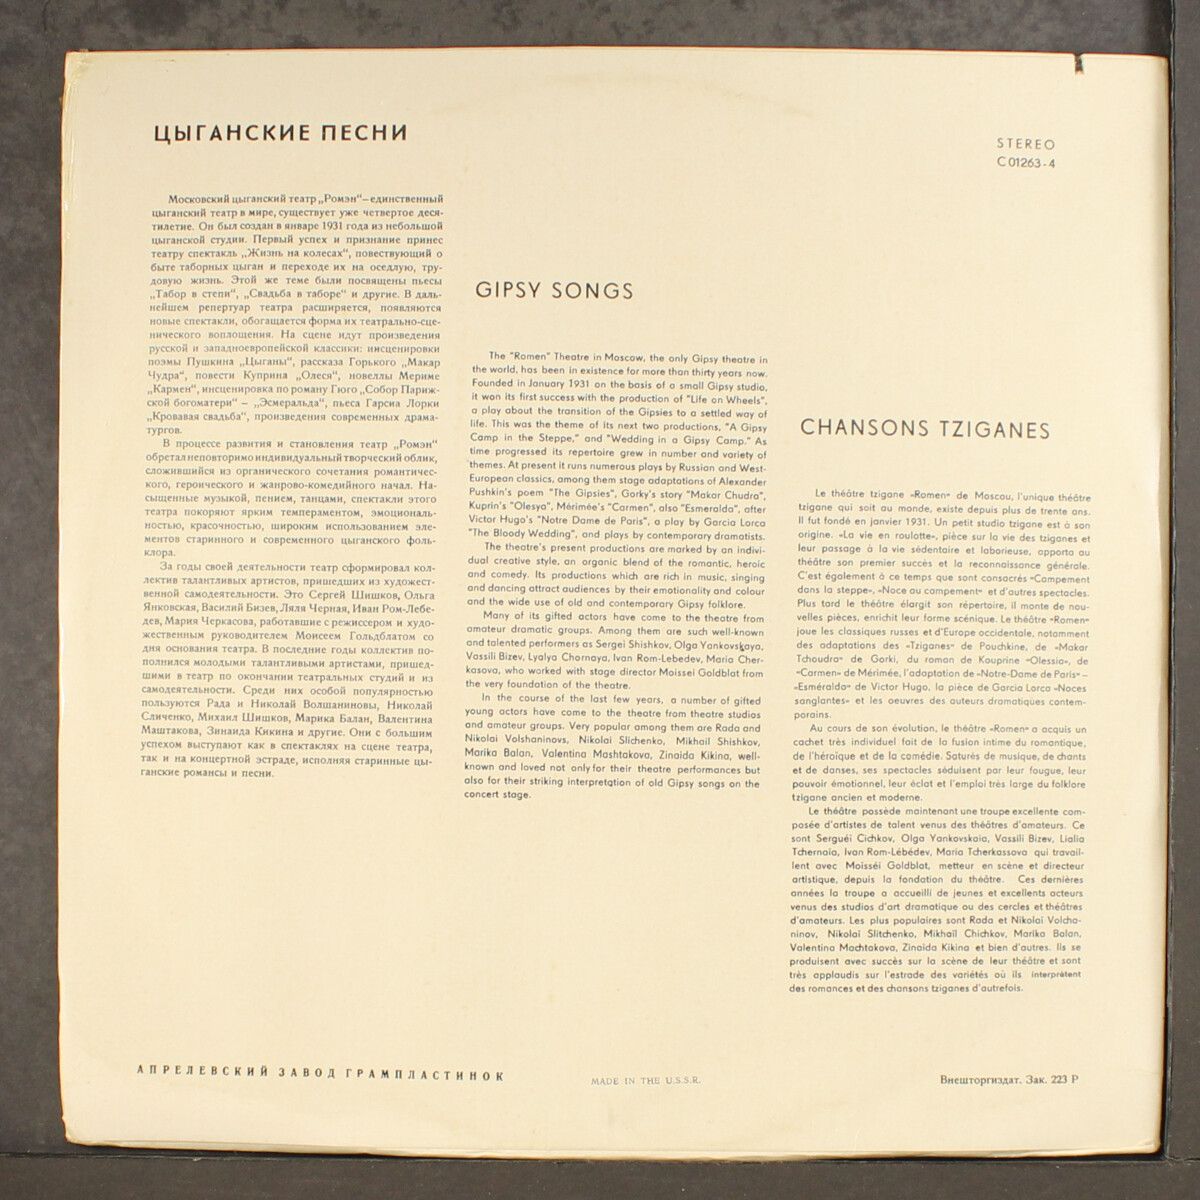 ЦЫГАНСКИЕ ПЕСНИ
STEREO
C 01263-4
Московский цыганский театр „Ромэн“—единственный
цыганский театр в мире, существует уже четвертое деся-
тилетие. Он был создан в январе 1931 года из небольшой
цыганской студии. Первый успех и признание принес
театру спектакль „Жизнь на колесах“, повествующий о
быте таборных цыган и переходе их на оседлую, тру-
довую жизнь. Этой же теме были посвящены пьесы
„Табор в степи“, „Свадьба в таборе“ и другие. В даль-
нейшем репертуар театра расширяется, появляются
новые спектакли, обогащается форма их театрально-сце-
нического воплощения. На сцене идут произведения
русской и западноевропейской классики: инсценировки
поэмы Пушкина „Цыганы“, рассказа Горького „Макар
Чудра“, повести Куприна „Олеся“, новеллы Мериме
„Кармен“, инсценировка по роману Гюго „Собор Париж-
ской богоматери“ — „Эсмеральда“, пьеса Гарсиа Лорки
„Кровавая свадьба“, произведения современных драма-
тургов.
В процессе развития и становления театр „Ромэн“
обретал неповторимо индивидуальный творческий облик,
сложившийся из органического сочетания романтичес-
кого, героического и жанрово-комедийного начал. На-
сыщенные музыкой, пением, танцами, спектакли этого
театра покоряют ярким темпераментом, эмоциональ-
ностью, красочностью, широким использованием эле-
ментов старинного и современного цыганского фоль-
клора.
За годы своей деятельности театр сформировал кол-
лектив талантливых артистов, пришедших из художест-
венной самодеятельности. Это Сергей Шишков, Ольга
Янковская, Василий Бизев, Ляля Черная, Иван Ром-Лебе-
дев, Мария Черкасова, работавшие с режиссером и худо-
жественным руководителем Моисеем Гольдблатом со
дня основания театра. В последние годы коллектив по-
полнился молодыми талантливыми артистами, пришед-
шими в театр по окончании театральных студий и из
самодеятельности. Среди них особой популярностью
пользуются Рада и Николай Волшаниновы, Николай
Сличенко, Михаил Шишков, Марика Балан, Валентина
Маштакова, Зинаида Кикина и другие. Они с большим
успехом выступают как в спектаклях на сцене театра,
так и на концертной эстраде, исполняя старинные цы-
ганские романсы и песни.
GIPSY SONGS
The "Romen" Theatre in Moscow, the only Gipsy theatre in
the world, has been in existence for more than thirty years now.
Founded in January 1931 on the basis of a small Gipsy studio,
it won its first success with the production of "Life on Wheels",
a play about the transition of the Gipsies to a settled way of
life. This was the theme of its next two productions, "A Gipsy
Camp in the Steppe," and "Wedding in a Gipsy Camp." As
time progressed its repertoire grew in number and variety of
themes. At present it runs numerous plays by Russian and West-
European classics, among them stage adaptations of Alexander
Pushkin's poem "The Gipsies", Gorky's story "Makar Chudra",
Kuprin's "Olesya", Mérimée's "Carmen", also "Esmeralda", after
Victor Hugo's "Notre Dame de Paris", a play by Garcia Lorca
"The Bloody Wedding", and plays by contemporary dramatists.
The theatre's present productions are marked by an indivi-
dual creative style, an organic blend of the romantic, heroic
and comedy. Its productions which are rich in music, singing
and dancing attract audiences by their emotionality and colour
and the wide use of old and contemporary Gipsy folklore.
Many of its gifted actors have come to the theatre from
amateur dramatic groups. Among them are such well-known
and talented performers as Sergei Shishkov, Olga Yankovskaya,
Vassili Bizev, Lyalya Chornaya, Ivan Rom-Lebedev, Maria Cher-
kasova, who worked with stage director Moissei Goldblat from
the very foundation of the theatre.
In the course of the last few years, a number of gifted
young actors have come to the theatre from theatre studios
and amateur groups. Very popular among them are Rada and
Nikolai Volshaninovs, Nikolai Slichenko, Mikhail Shishkov,
Marika Balan, Valentina Mashtakova, Zinaida Kikina, well-
known and loved not only for their theatre performances but
also for their striking interpretation of old Gipsy songs on the
concert stage.
CHANSONS TZIGANES
Le théâtre tzigane «Romen» de Moscou, l'unique théâtre
tzigane qui soit au monde, existe depuis plus de trente ans.
Il fut fondé en janvier 1931. Un petit studio tzigane est à son
origine. «La vie en roulotte», pièce sur la vie des tziganes et
leur passage à la vie sédentaire et laborieuse, apporta au
théâtre son premier succès et la reconnaissance générale.
C'est également à ce temps que sont consacrés «Campement
dans la steppe», «Noce au campement» et d'autres spectacles.
Plus tard le théâtre élargit son répertoire, il monte de nou-
velles pièces, enrichit leur forme scénique. Le théâtre «Romen»
joue les classiques russes et d'Europe occidentale, notamment
des adaptations des «Tziganes» de Pouchkine, de «Makar
Tchoudra» de Gorki, du roman de Kouprine «Olessia», de
«Carmen» de Mérimée, l'adaptation de «Notre-Dame de Paris» –
«Esméralda» de Victor Hugo, la pièce de Garcia Lorca «Noces
sanglantes» et les oeuvres des auteurs dramatiques contem-
porains.
Au cours de son évolution, le théâtre «Romen» a acquis un
cachet très individuel fait de la fusion intime du romantique,
de l'héroïque et de la comédie. Saturés de musique, de chants
et de danses, ses spectacles séduisent par leur fougue, leur
pouvoir émotionnel, leur éclat et l'emploi très large du folklore
tzigane ancien et moderne.
Le théâtre possède maintenant une troupe excellente com-
posée d'artistes de talent venus des théâtres d'amateurs. Ce
sont Serguéi Cichkov, Olga Yankovskaia, Vassili Bizev, Lialia
Tchernaia, Ivan Rom-Lébédev, Maria Tcherkassova qui travail-
lent avec Moisséi Goldblat, metteur en scène et directeur
artistique, depuis la fondation du théâtre. Ces dernières
années la troupe a accueilli de jeunes et excellents acteurs
venus des studios d'art dramatique ou des cercles et théâtres
d'amateurs. Les plus populaires sont Rada et Nikolai Volcha-
ninov, Nikolai Slitchenko, Mikhaïl Chichkov, Marika Balan,
Valentina Machtakova, Zinaida Kikina et bien d'autres. Ils se
produisent avec succès sur la scène de leur théâtre et sont
très applaudis sur l'estrade des variétés où ils interprètent
des romances et des chansons tziganes d'autrefois.
АПРЕЛЕВСКИЙ ЗАВОД ГРАМПЛАСТИНОК
MADE IN THE U.S.S.R.
Внешторгиздат. Зак. 223 Р